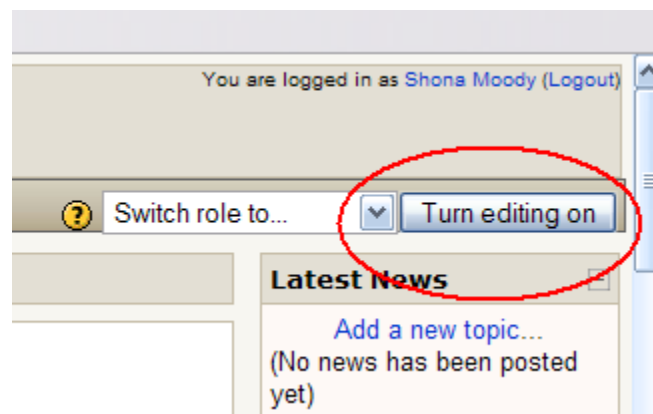 You are logged in as Shona Moody (Logout)
? Switch role to... Turn editing on
Latest News
Add a new topic...
(No news has been posted
yet)